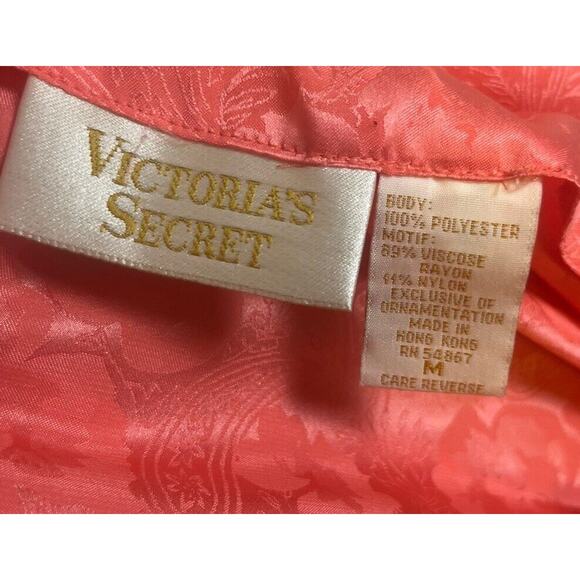 VICTORIA'S
SECRET
BODY:
100% POLYESTER
MOTIF:
89% VISCOSE
RAYON
11% NYLON
EXCLUSIVE OF
ORNAMENTATION
MADE IN
HONG KONG
RN 54867
M
CARE REVERSE